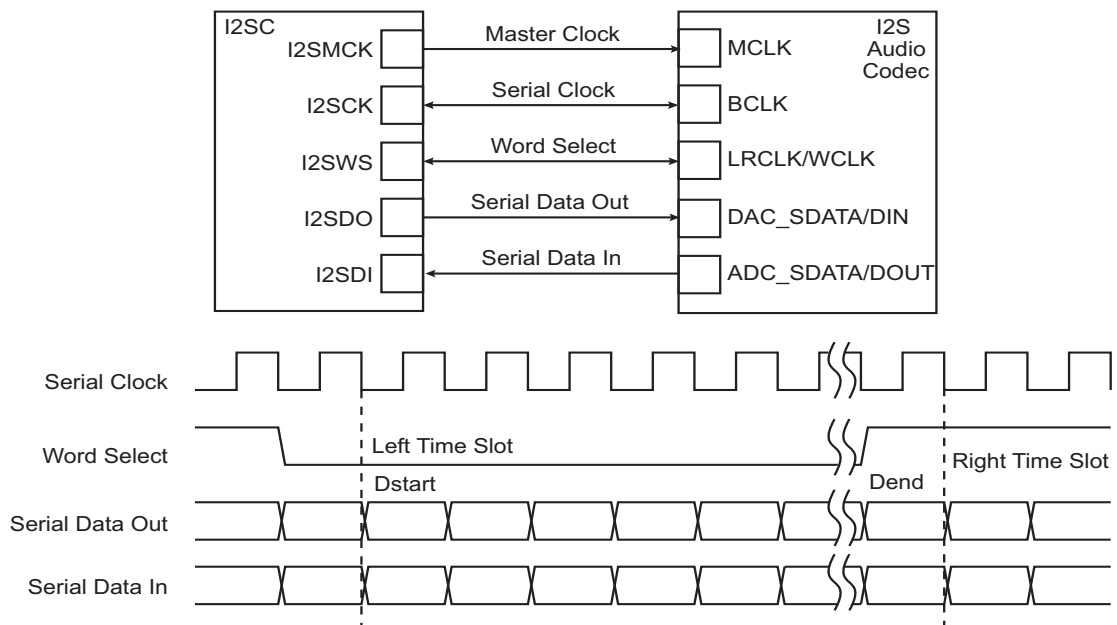 I2SC
I2S
Audio
Codec
I2SMCK
Master Clock
MCLK
I2SCK
Serial Clock
BCLK
I2SWS
Word Select
LRCLK/WCLK
I2SDO
Serial Data Out
DAC_SDATA/DIN
I2SDI
Serial Data In
ADC_SDATA/DOUT
Serial Clock
Word Select
Left Time Slot
Right Time Slot
Dstart
Dend
Serial Data Out
Serial Data In